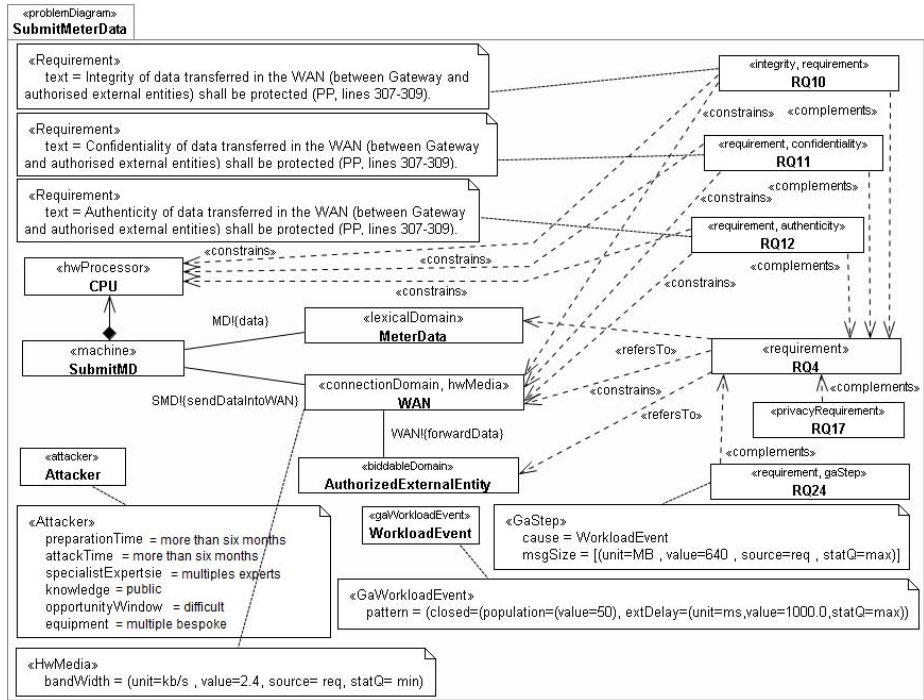 «problemDiagram»
SubmitMeterData
«Requirement»
text = Integrity of data transferred in the WAN (between Gateway and
authorised external entities) shall be protected (PP, lines 307-309).
«integrity, requirement»
RQ10
«constrains»
«complements»
«Requirement»
text = Confidentiality of data transferred in the WAN (between Gateway
and authorised external entities) shall be protected (PP, lines 307-309).
«requirement, confidentiality»
RQ11
«complements»
«constrains»
«Requirement»
text = Authenticity of data transferred in the WAN (between Gateway
and authorised external entities) shall be protected (PP, lines 307-309).
«requirement, authenticity»
RQ12
«constrains»
«constrains»
«constrains»
«constrains»
«complements»
«hwProcessor»
CPU
MD!{data}
«lexicalDomain»
MeterData
«machine»
SubmitMD
«refersTo»
«requirement»
RQ4
SMD!{sendDataIntoWAN}
«connectionDomain, hwMedia»
WAN
«constrains»
«complements»
«privacyRequirement»
RQ17
WAN!{forwardData}
«refersTo»
«complements»
«attacker»
Attacker
«biddableDomain»
AuthorizedExternalEntity
«requirement, gaStep»
RQ24
«Attacker»
preparationTime = more than six months
attackTime = more than six months
specialistExpertsie = multiples experts
knowledge = public
opportunityWindow = difficult
equipment = multiple bespoke
«gaWorkloadEvent»
WorkloadEvent
«GaStep»
cause = WorkloadEvent
msgSize = [(unit=MB , value=640 , source=req , statQ=max)]
«GaWorkloadEvent»
pattern = (closed=(population=(value=50), extDelay=(unit=ms,value=1000.0,statQ=max))
«HwMedia»
bandWidth = (unit=kb/s , value=2.4, source= req, statQ= min)